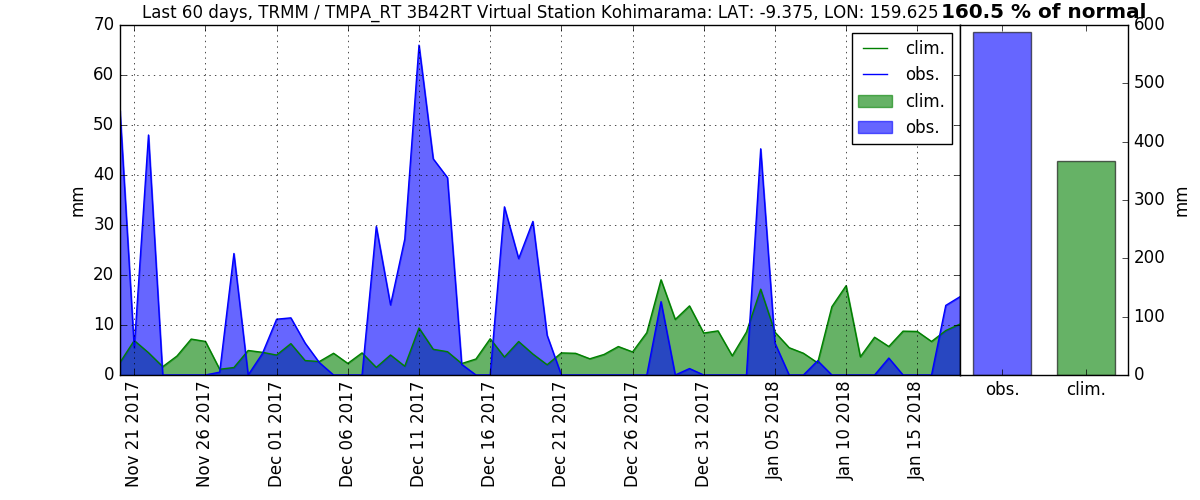 Last 60 days, TRMM / TMPA_RT 3B42RT Virtual Station Kohimarama: LAT: -9.375, LON: 159.625 160.5 % of normal
70
60
50
40
30
20
10
0
mm
clim.
obs.
clim.
obs.
600
500
400
300
200
100
0
mm
obs.
clim.
Nov 21 2017
Nov 26 2017
Dec 01 2017
Dec 06 2017
Dec 11 2017
Dec 16 2017
Dec 21 2017
Dec 26 2017
Dec 31 2017
Jan 05 2018
Jan 10 2018
Jan 15 2018